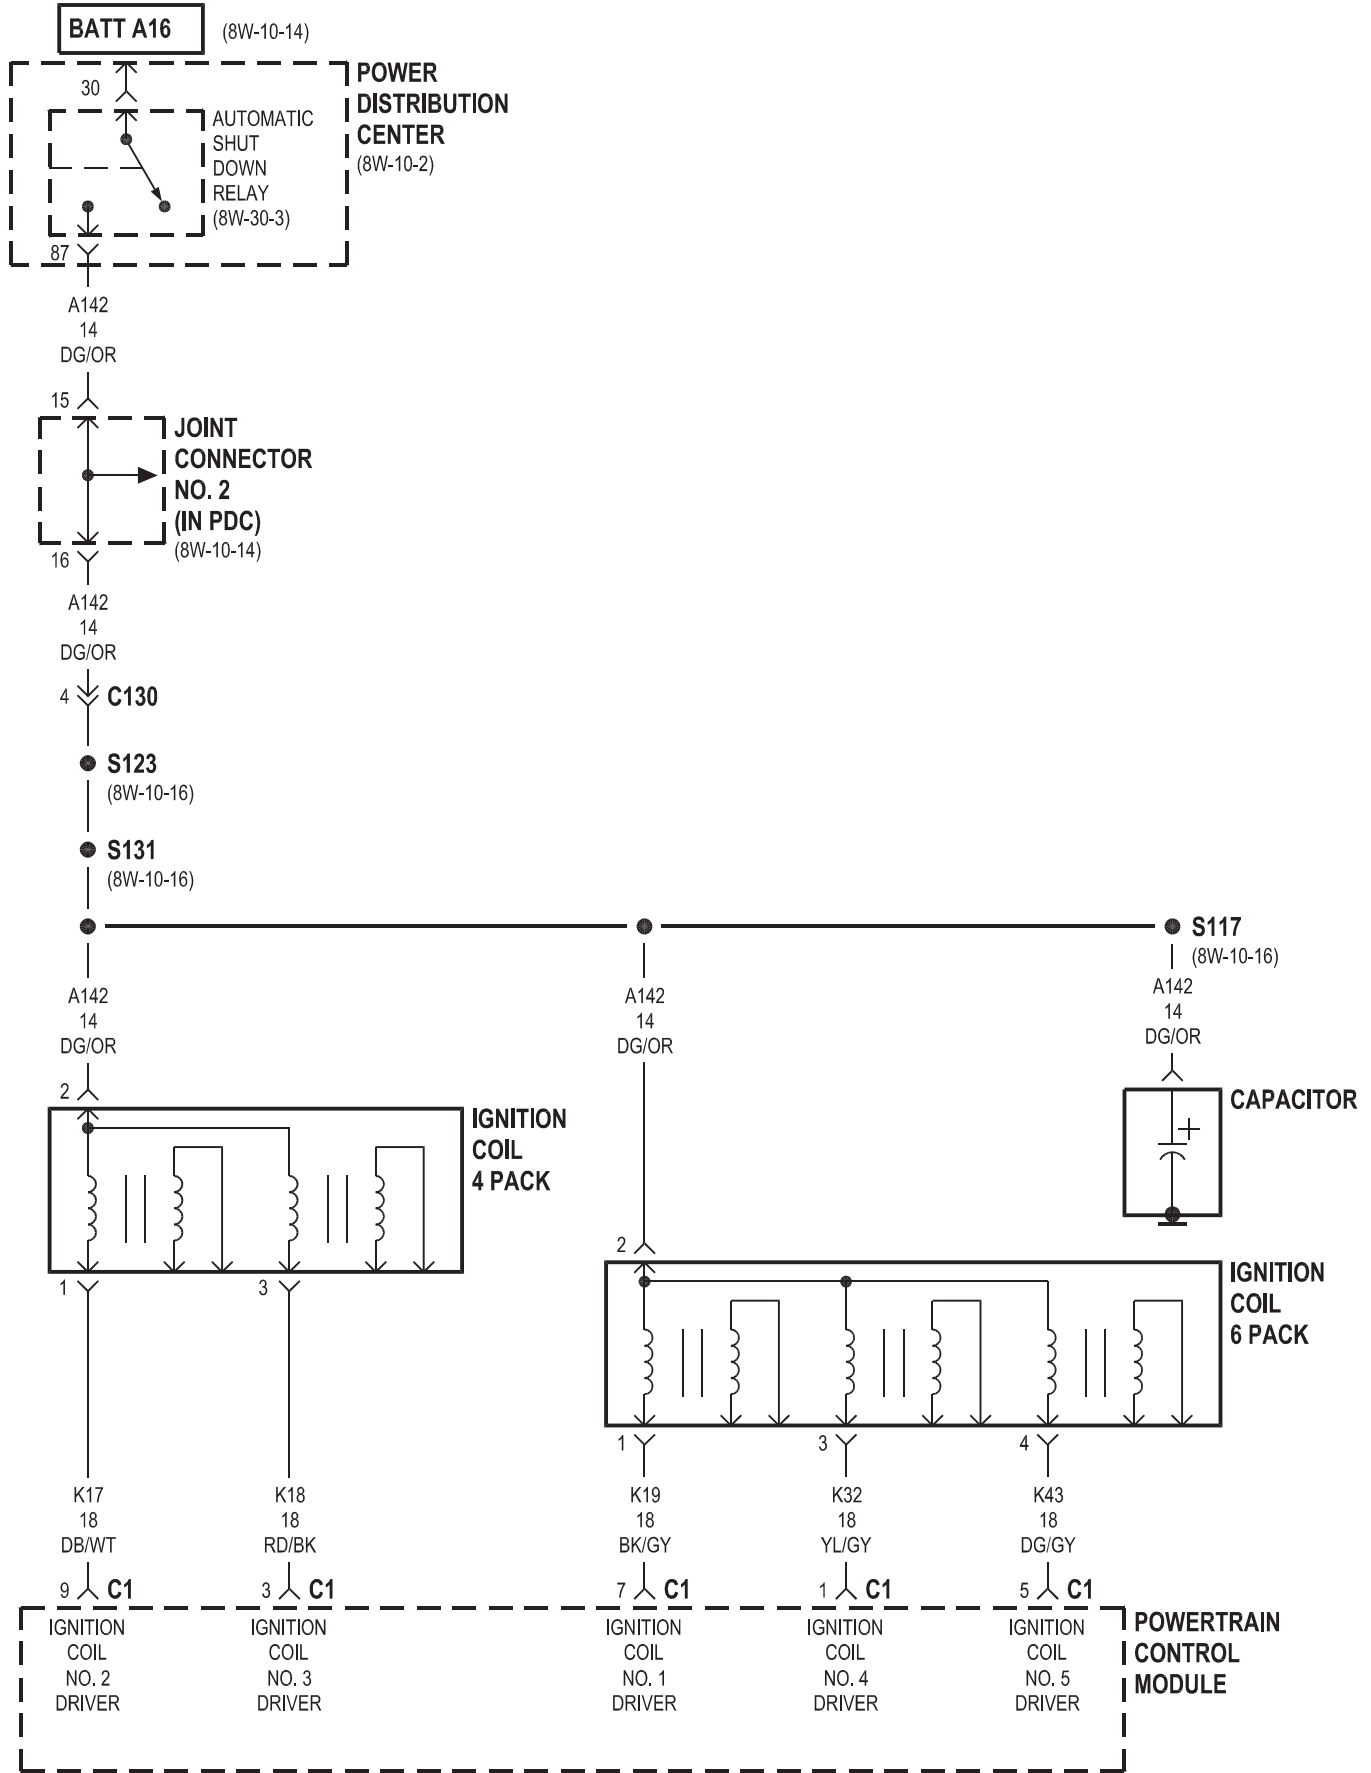 BATT A16 (8W-10-14)
POWER
DISTRIBUTION
CENTER
(8W-10-2)
30
AUTOMATIC
SHUT
DOWN
RELAY
(8W-30-3)
87
A142
14
DG/OR
15
JOINT
CONNECTOR
NO. 2
(IN PDC)
(8W-10-14)
16
A142
14
DG/OR
4 C130
S123
(8W-10-16)
S131
(8W-10-16)
S117
(8W-10-16)
A142
14
DG/OR
A142
14
DG/OR
A142
14
DG/OR
2
IGNITION
COIL
4 PACK
CAPACITOR
+
1
3
2
IGNITION
COIL
6 PACK
1
3
4
K17
18
DB/WT
K18
18
RD/BK
K19
18
BK/GY
K32
18
YL/GY
K43
18
DG/GY
9 C1
3 C1
7 C1
1 C1
5 C1
IGNITION
COIL
NO. 2
DRIVER
IGNITION
COIL
NO. 3
DRIVER
IGNITION
COIL
NO. 1
DRIVER
IGNITION
COIL
NO. 4
DRIVER
IGNITION
COIL
NO. 5
DRIVER
POWERTRAIN
CONTROL
MODULE